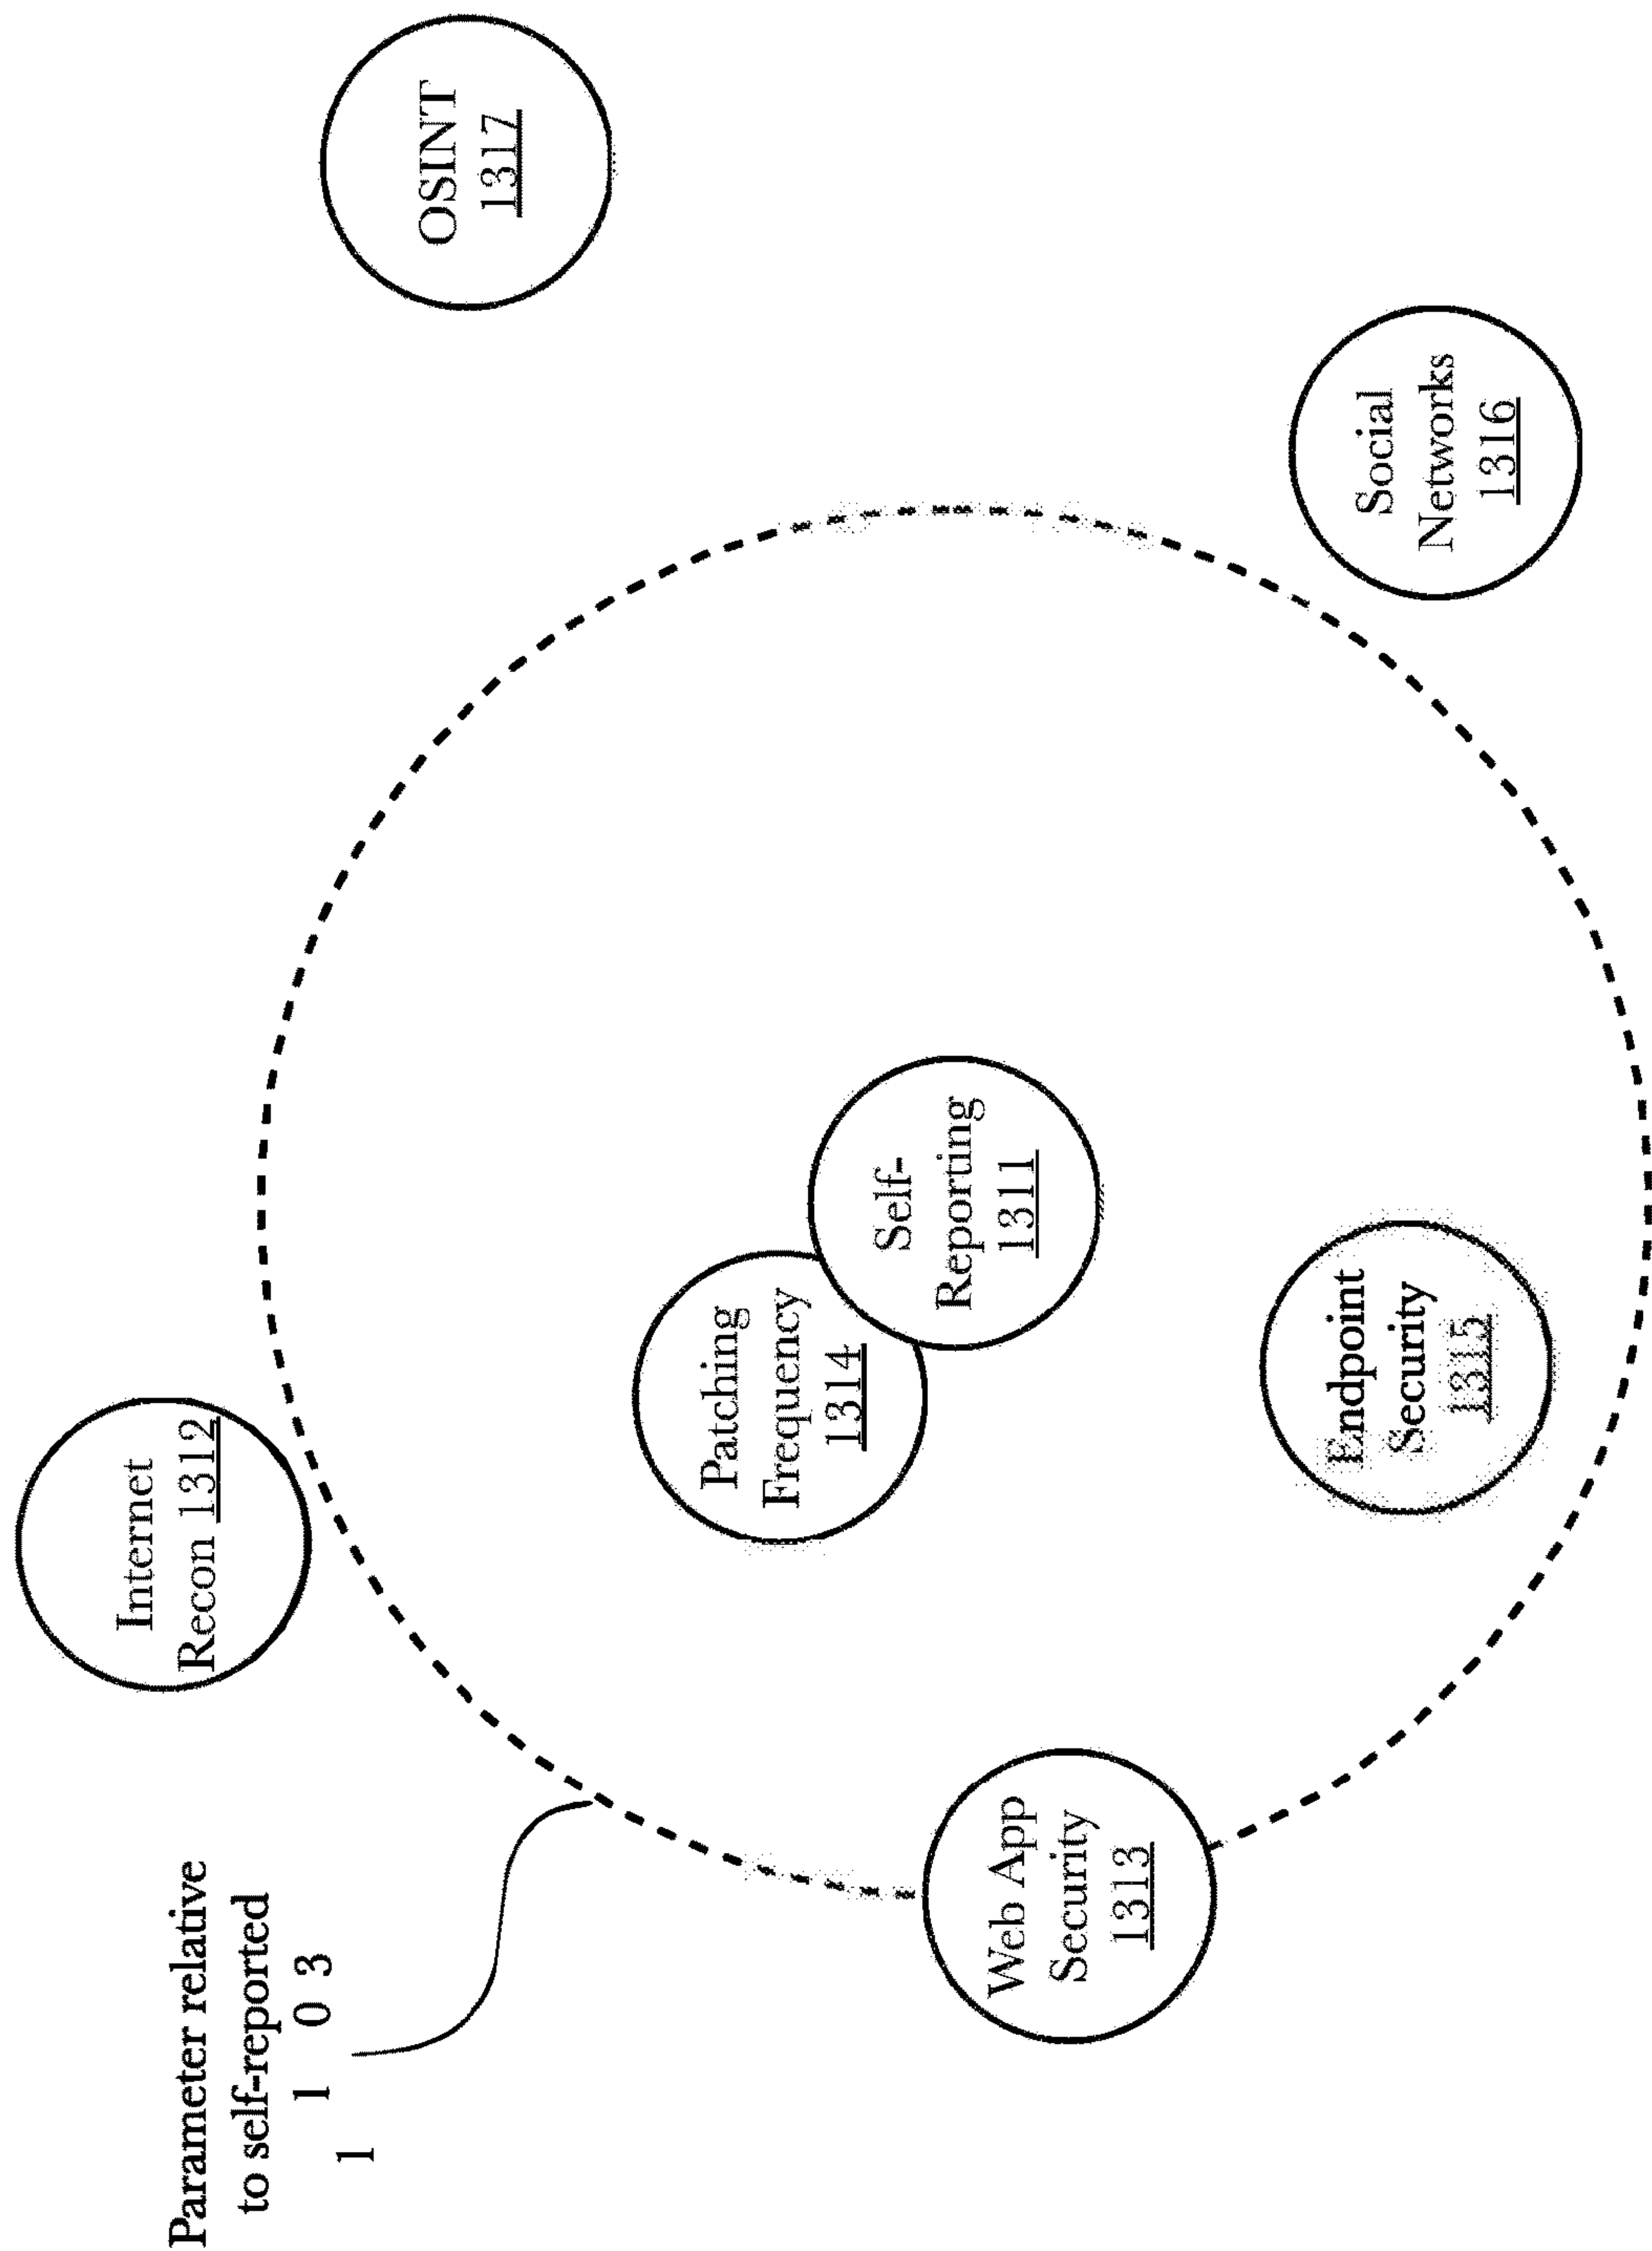 Parameter relative
to self-reported
1 0 3
1
Internet
Recon 1312
OSINT
1317
Patching
Frequency
1314
Self-
Reporting
1311
Web App
Security
1313
Endpoint
Security
1315
Social
Networks
1316